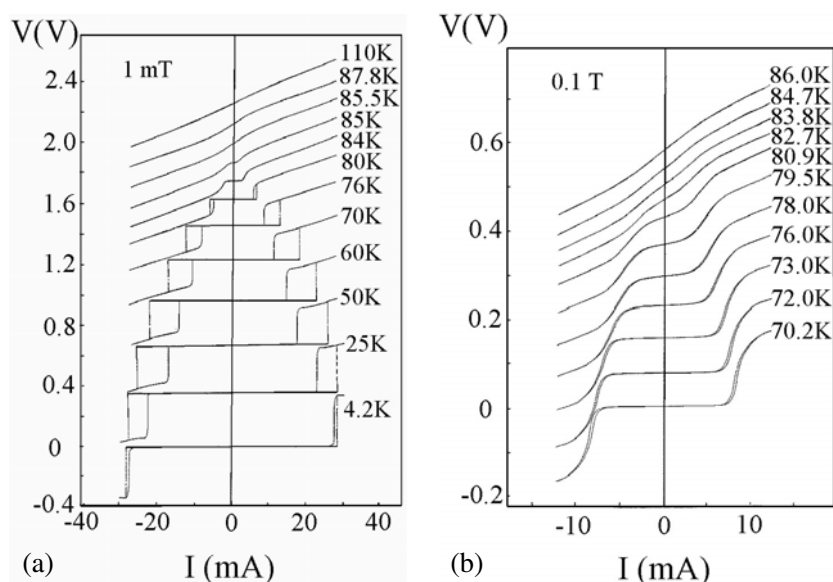 V(V)
1 mT
2.4
2.0
1.6
1.2
0.8
0.4
0
-0.4
-40
-20
0
20
40
110K
87.8K
85.5K
85K
84K
80K
76K
70K
60K
50K
25K
4.2K
(a)
I (mA)
V(V)
0.1 T
0.6
0.4
0.2
0
-0.2
-10
0
10
86.0K
84.7K
83.8K
82.7K
80.9K
79.5K
78.0K
76.0K
73.0K
72.0K
70.2K
(b)
I (mA)